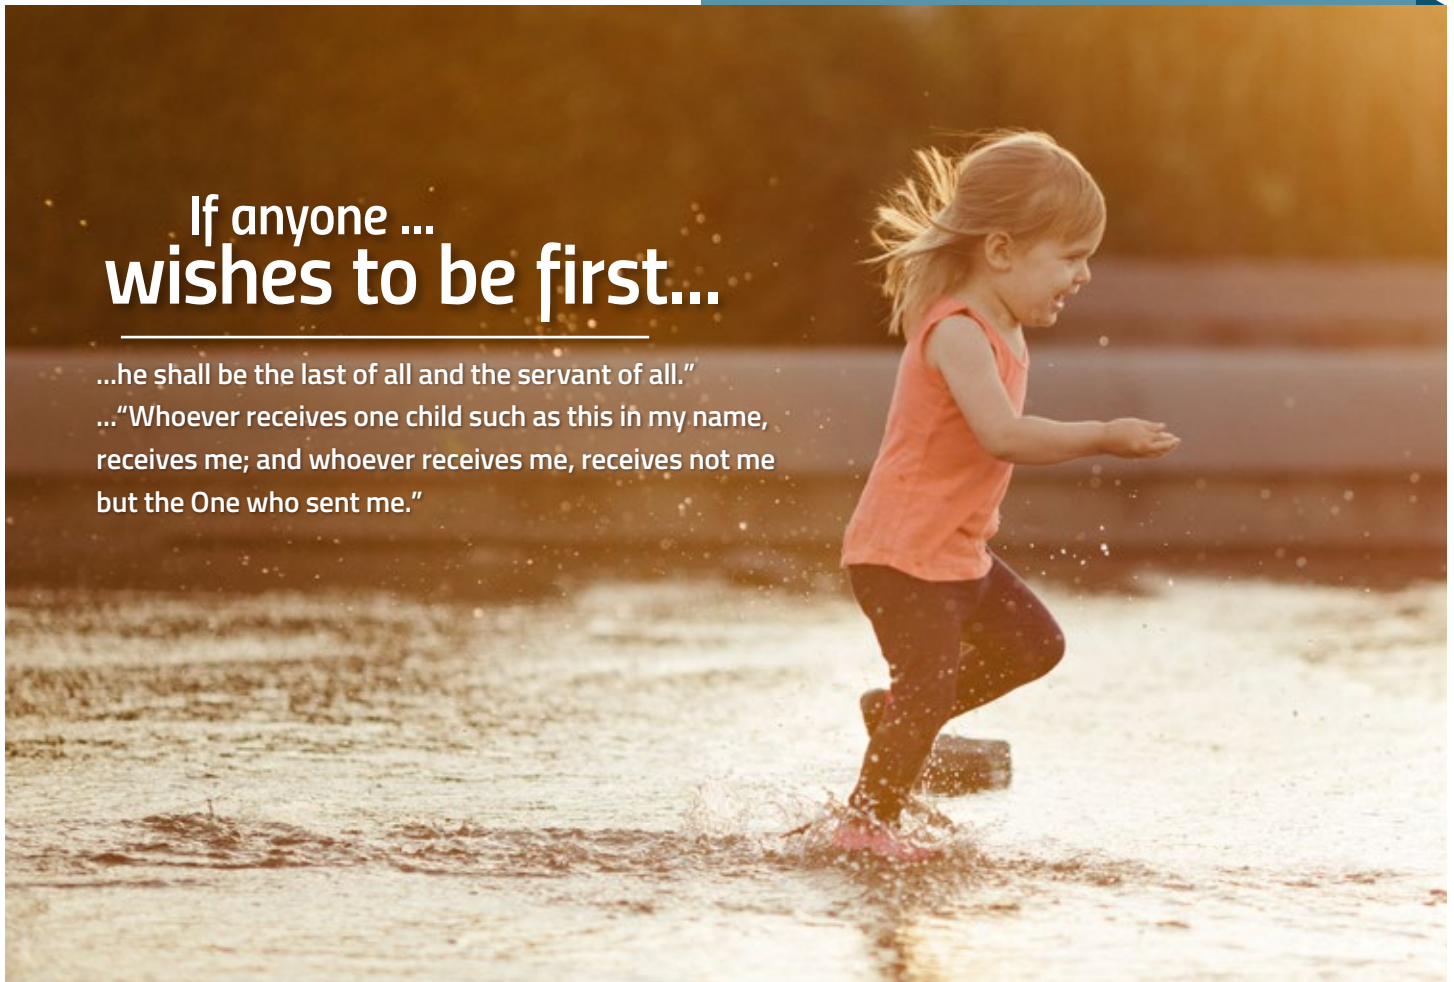 If anyone ...
wishes to be first...
...he shall be the last of all and the servant of all.”
...“Whoever receives one child such as this in my name,
receives me; and whoever receives me, receives not me
but the One who sent me.”